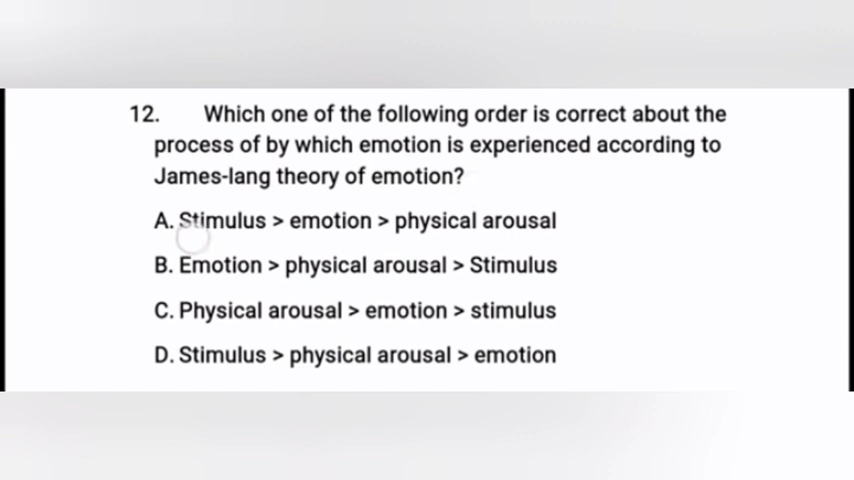 12. Which one of the following order is correct about the
process of by which emotion is experienced according to
James-lang theory of emotion?
A. Stimulus > emotion > physical arousal
B. Emotion > physical arousal > Stimulus
C. Physical arousal > emotion > stimulus
D. Stimulus > physical arousal > emotion